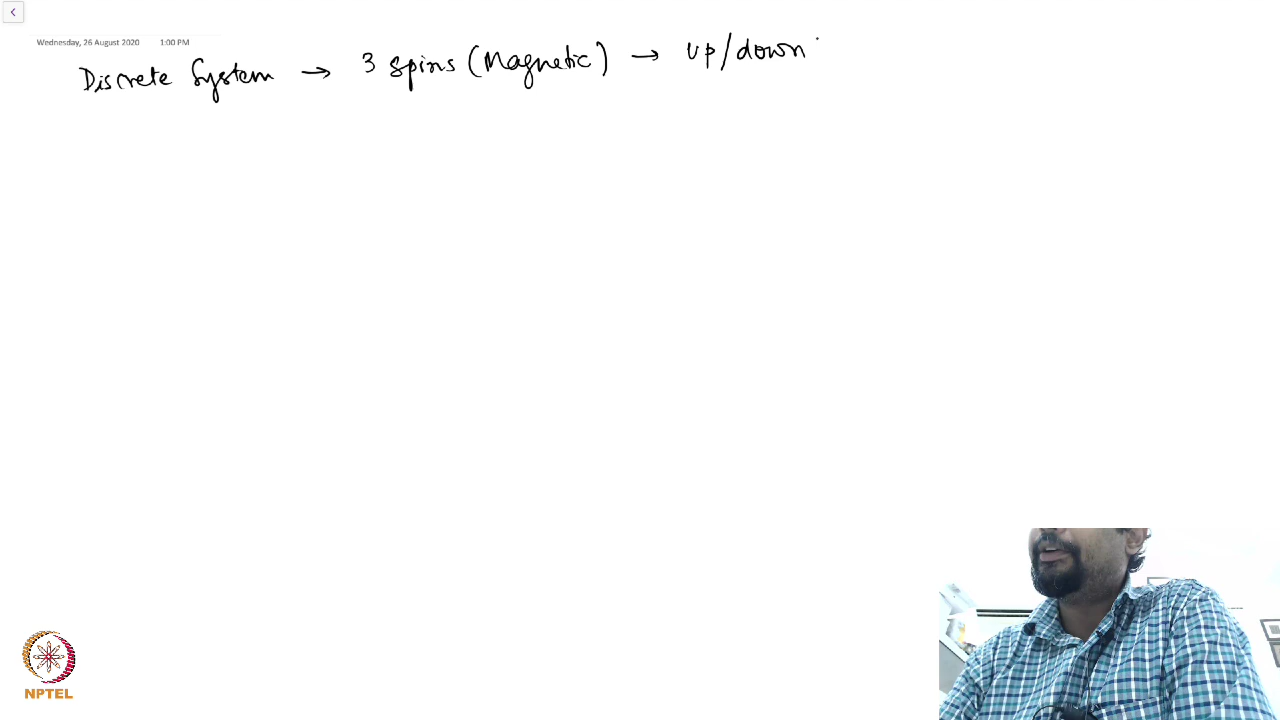 Wednesday, 26 August 2020 1:00 PM
Discrete System → 3 spins (Magnetic) → up/down
NPTEL